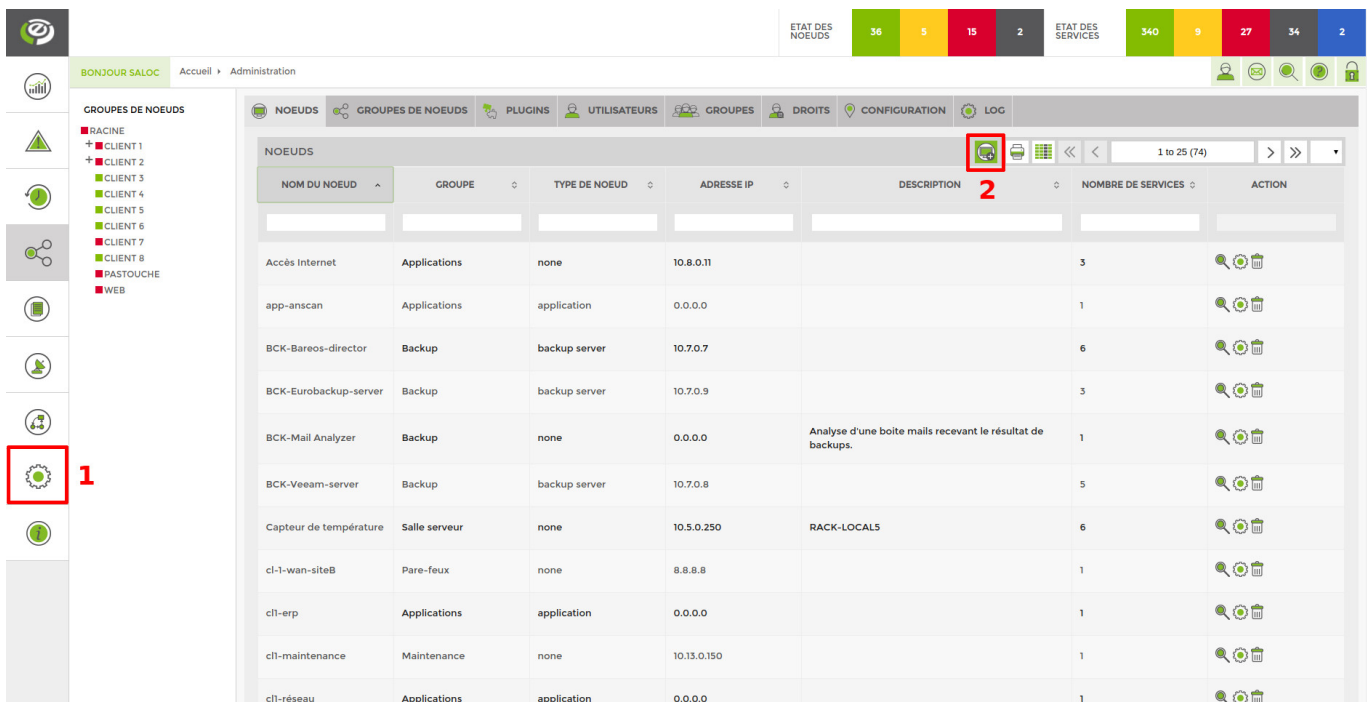 ETAT DES NOEUDS 36 5 15 2 ETAT DES SERVICES 340 9 27 34 2
BONJOUR SALOC Accueil Administration
GROUPES DE NOEUDS
RACINE
+ CLIENT 1
+ CLIENT 2
CLIENT 3
CLIENT 4
CLIENT 5
CLIENT 6
CLIENT 7
CLIENT 8
PASTOUCHE
WEB
1
NOEUDS GROUPES DE NOEUDS PLUGINS UTILISATEURS GROUPES DROITS CONFIGURATION LOG
NOEUDS 1 to 25 (74)
2
NOM DU NOEUD GROUPE TYPE DE NOEUD ADRESSE IP DESCRIPTION NOMBRE DE SERVICES ACTION
Accès Internet Applications none 10.8.0.11 3
app-anscan Applications application 0.0.0.0 1
BCK-Bareos-director Backup backup server 10.7.0.7 6
BCK-Eurobackup-server Backup backup server 10.7.0.9 3
BCK-Mail Analyzer Backup none 0.0.0.0 Analyse d'une boite mails recevant le résultat de backups. 1
BCK-Veeam-server Backup backup server 10.7.0.8 5
Capteur de température Salle serveur none 10.5.0.250 RACK-LOCAL5 6
cl-1-wan-siteB Pare-feux none 8.8.8.8 1
cl1-erp Applications application 0.0.0.0 1
cl1-maintenance Maintenance none 10.13.0.150 1
cl1-réseau Applications application 0.0.0.0 1